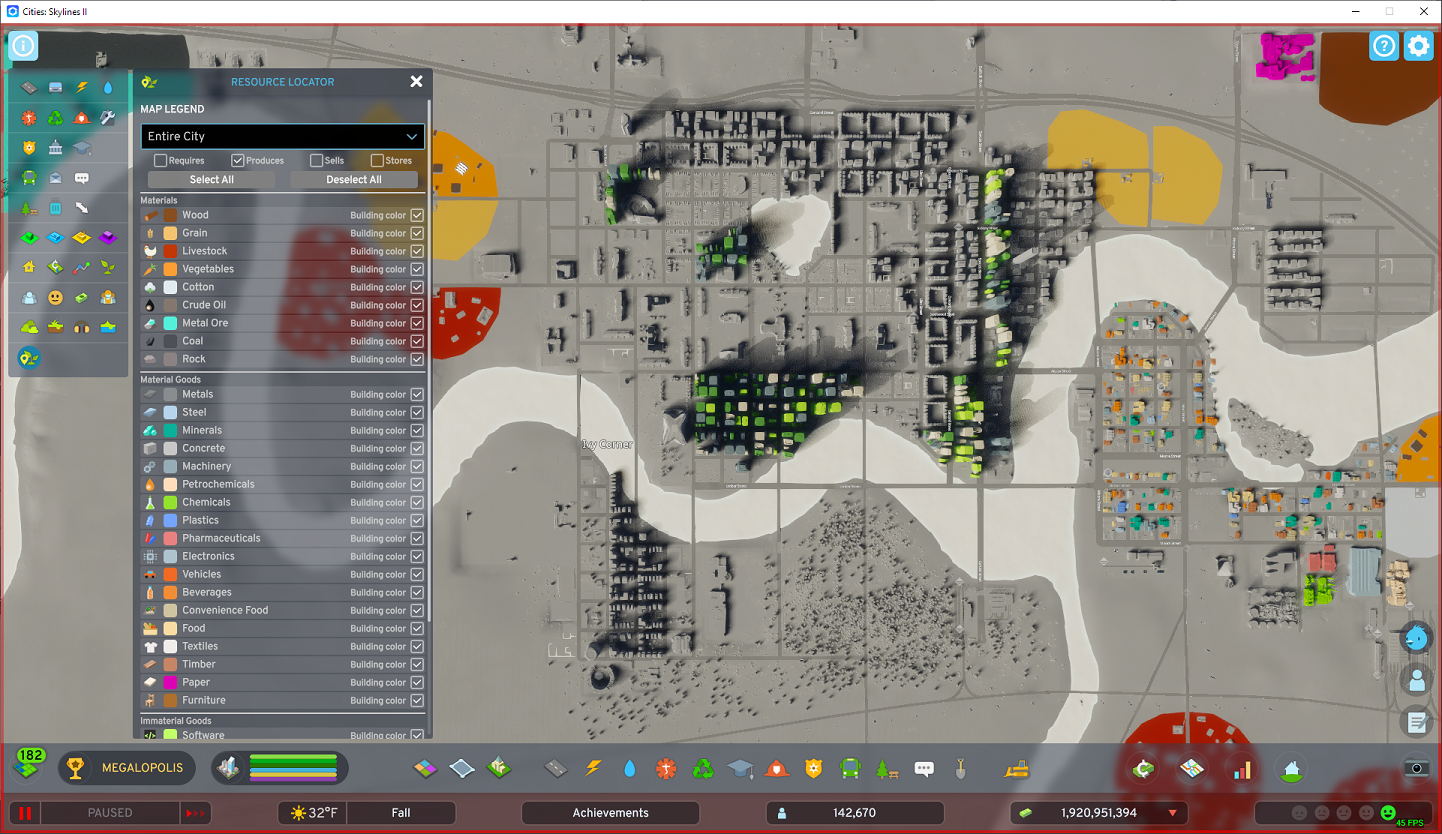 Cities: Skylines II
RESOURCE LOCATOR
MAP LEGEND
Entire City
Requires Produces Sells Stores
Select All Deselect All
Materials
Wood Building color
Grain Building color
Livestock Building color
Vegetables Building color
Cotton Building color
Crude Oil Building color
Metal Ore Building color
Coal Building color
Rock Building color
Material Goods
Metals Building color
Steel Building color
Minerals Building color
Concrete Building color
Machinery Building color
Petrochemicals Building color
Chemicals Building color
Plastics Building color
Pharmaceuticals Building color
Electronics Building color
Vehicles Building color
Beverages Building color
Convenience Food Building color
Food Building color
Textiles Building color
Timber Building color
Paper Building color
Furniture Building color
Immaterial Goods
Software Building color
Ivy Corner
182
MEGALOPOLIS
PAUSED
32°F
Fall
Achievements
142,670
1,920,951,394
45 FPS